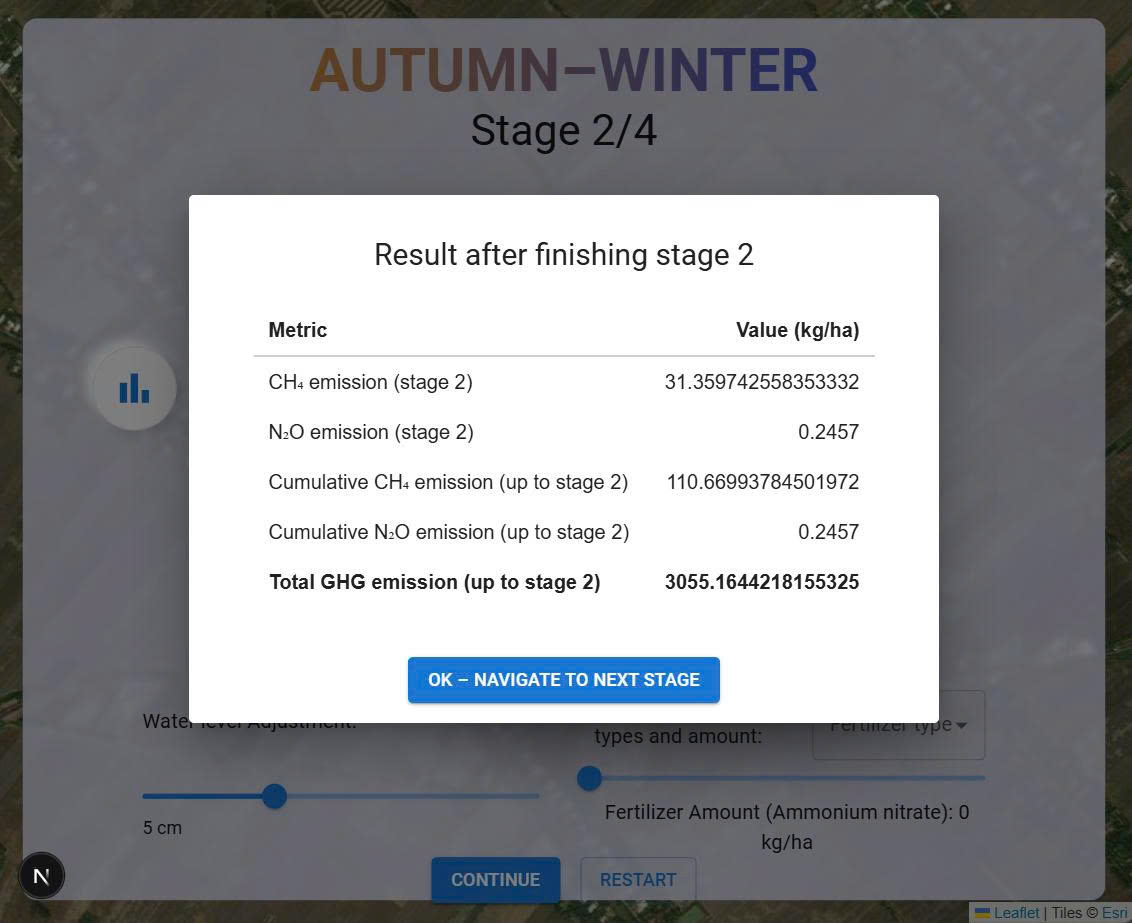 AUTUMN–WINTER
Stage 2/4
Result after finishing stage 2
Metric Value (kg/ha)
CH₄ emission (stage 2) 31.359742558353332
N₂O emission (stage 2) 0.2457
Cumulative CH₄ emission (up to stage 2) 110.66993784501972
Cumulative N₂O emission (up to stage 2) 0.2457
Total GHG emission (up to stage 2) 3055.1644218155325
OK – NAVIGATE TO NEXT STAGE
Water level Adjustment:
types and amount:
Fertilizer type
5 cm
Fertilizer Amount (Ammonium nitrate): 0
kg/ha
N
CONTINUE
RESTART
Leaflet | Tiles © Esri